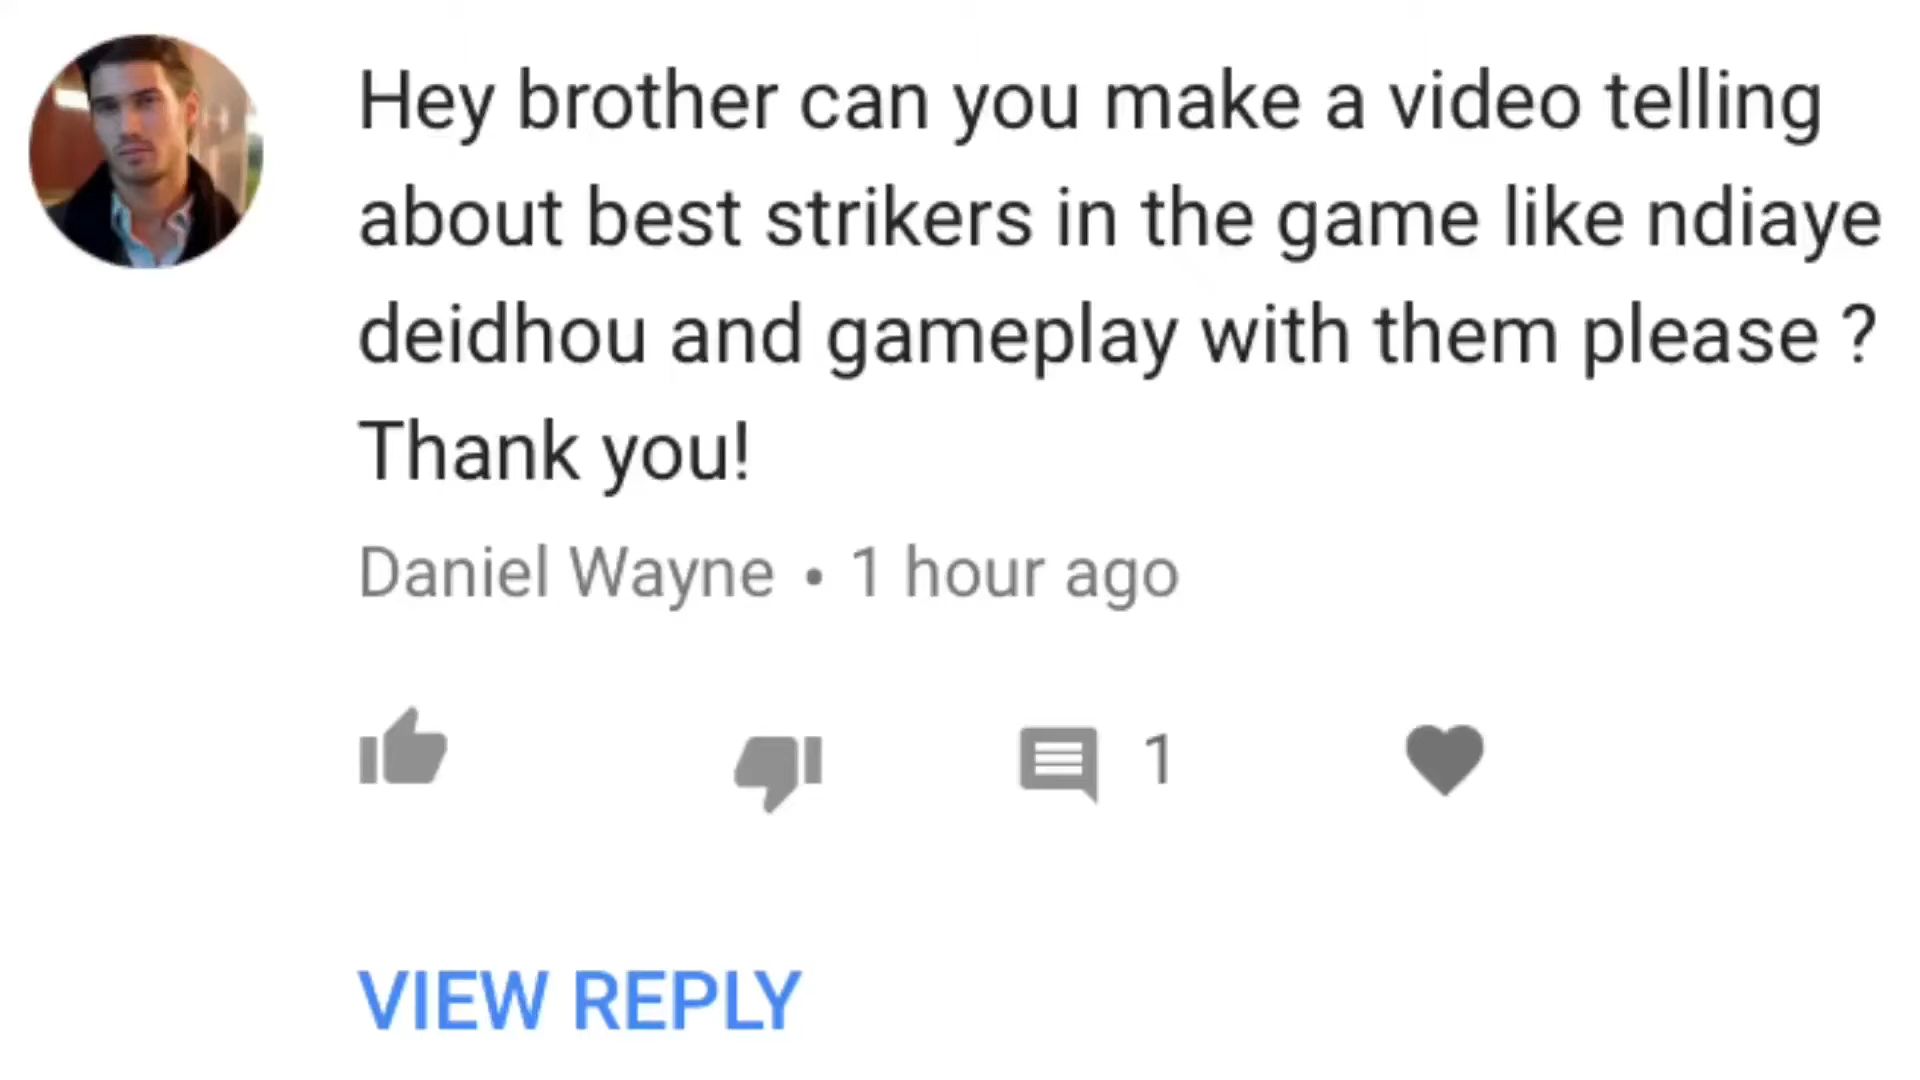 Hey brother can you make a video telling
about best strikers in the game like ndiaye
deidhou and gameplay with them please ?
Thank you!
Daniel Wayne • 1 hour ago
1
VIEW REPLY